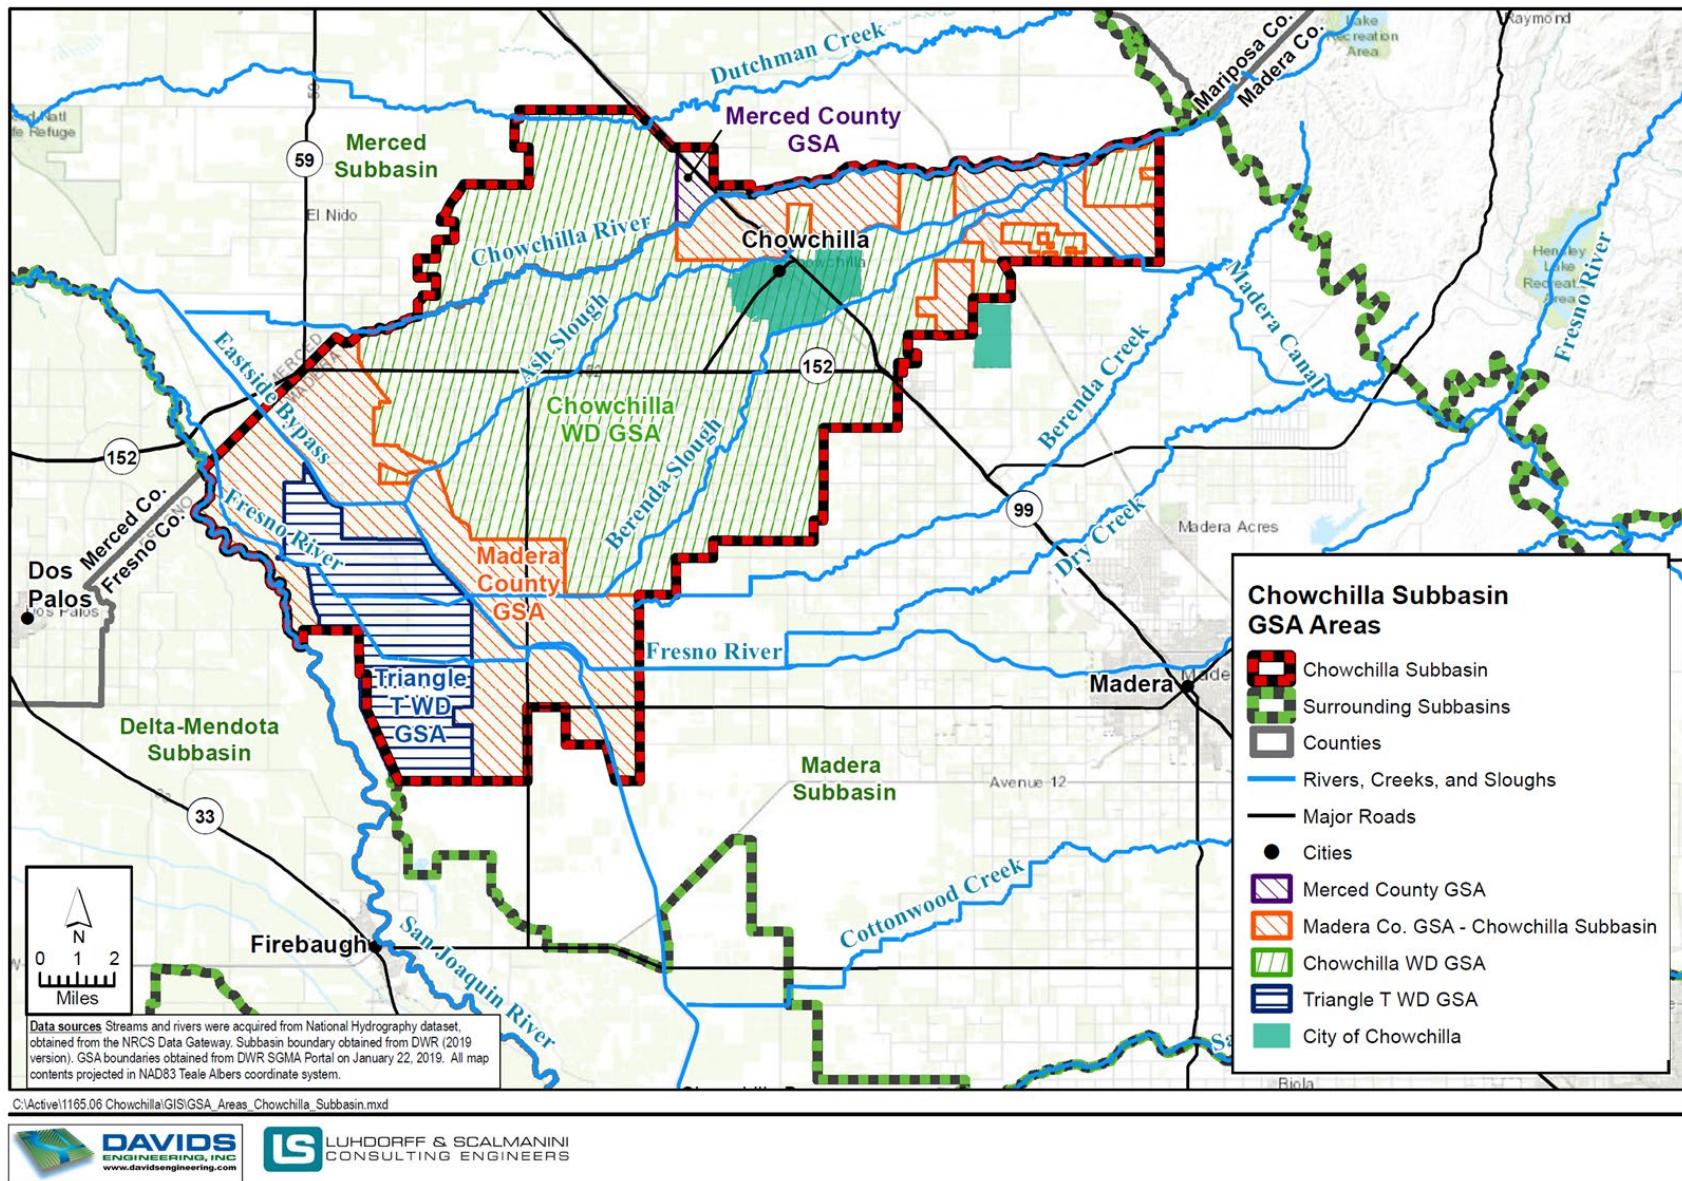 Dutchman Creek
Mariposa Co.
Madera Co.
Lake
Recreation
Area
Raymond
Merced County
GSA
Merced
Subbasin
59
El Nido
Chowchilla River
Chowchilla
Ash Slough
Eastside Bypass
MERCED
MADERA
152
Chowchilla
WD GSA
Berenda Slough
Berenda Creek
Madera Canal
Fresno River
152
Merced Co.
Fresno Co.
Fresno River
Dos
Palos
Madera
County
GSA
99
Dry Creek
Madera Acres
Fresno River
Madera
Triangle
T WD
GSA
Delta-Mendota
Subbasin
33
Madera
Subbasin
Avenue 12
Cottonwood Creek
Firebaugh
San Joaquin River
Biola
Chowchilla Subbasin
GSA Areas
Chowchilla Subbasin
Surrounding Subbasins
Counties
Rivers, Creeks, and Sloughs
Major Roads
Cities
Merced County GSA
Madera Co. GSA - Chowchilla Subbasin
Chowchilla WD GSA
Triangle T WD GSA
City of Chowchilla
N
0 1 2
Miles
Data sources Streams and rivers were acquired from National Hydrography dataset,
obtained from the NRCS Data Gateway. Subbasin boundary obtained from DWR (2019
version). GSA boundaries obtained from DWR SGMA Portal on January 22, 2019. All map
contents projected in NAD83 Teale Albers coordinate system.
C:\Active\1165.06 Chowchilla\GIS\GSA_Areas_Chowchilla_Subbasin.mxd
DAVIDS
ENGINEERING, INC
www.davidsengineering.com
LS
LUHDORFF & SCALMANINI
CONSULTING ENGINEERS